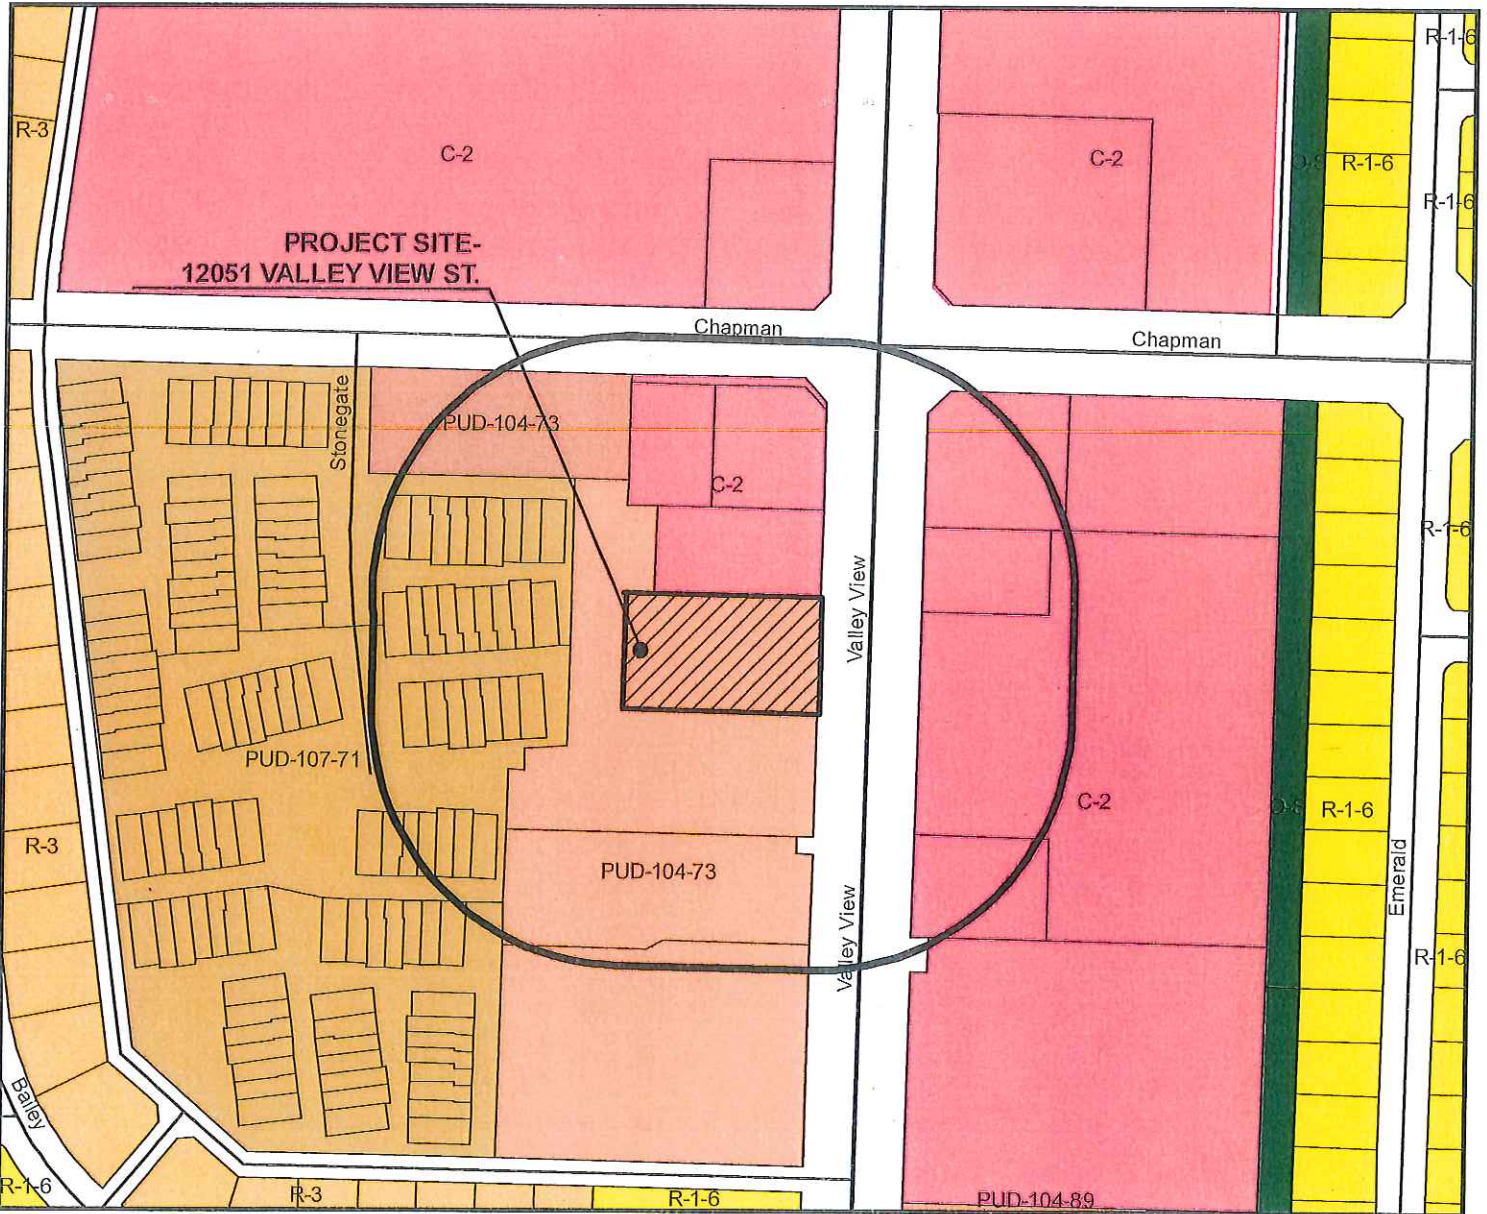 R-1-6
R-3
C-2
C-2
O-S
R-1-6
R-1-6
PROJECT SITE-
12051 VALLEY VIEW ST.
Chapman
Chapman
Stonegate
PUD-104-73
C-2
R-1-6
Valley View
PUD-107-71
C-2
O-S
R-1-6
R-3
PUD-104-73
Emerald
Valley View
R-1-6
Bailey
R-1-6
R-3
R-1-6
PUD-104-89